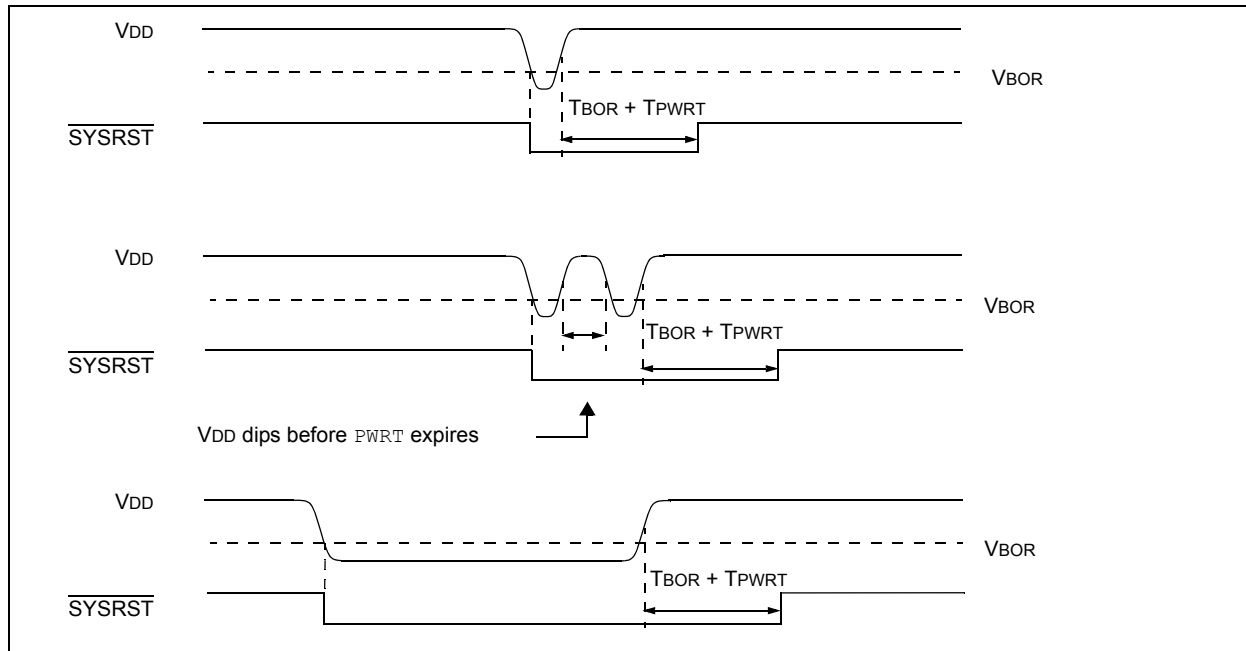 VDD
VBOR
TBOR + TPWRT
SYSRST
VDD
VBOR
TBOR + TPWRT
SYSRST
VDD dips before PWRT expires
VDD
VBOR
TBOR + TPWRT
SYSRST